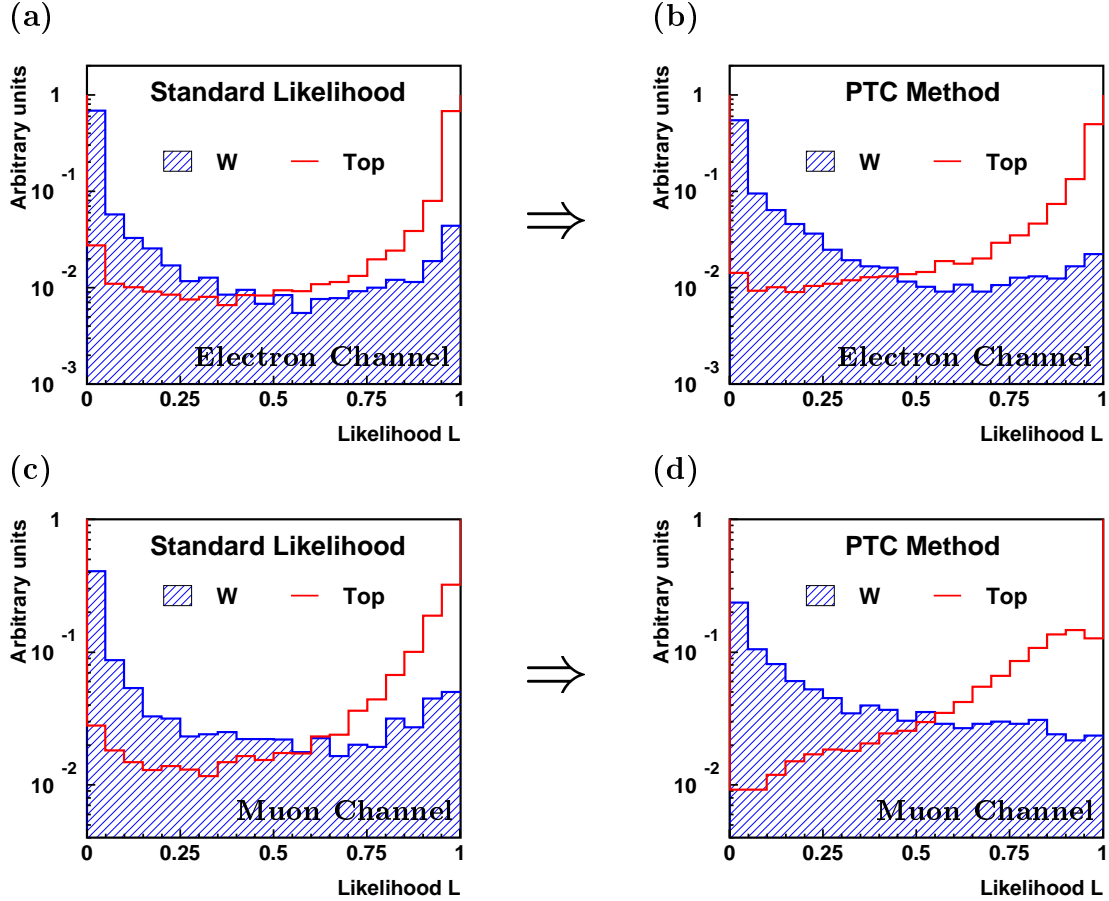 (a)
Standard Likelihood
W
Top
Electron Channel
Arbitrary units
1
10 -1
10 -2
10 -3
0 0.25 0.5 0.75 1
Likelihood L
⇒
(b)
PTC Method
W
Top
Electron Channel
Arbitrary units
1
10 -1
10 -2
10 -3
0 0.25 0.5 0.75 1
Likelihood L
(c)
Standard Likelihood
W
Top
Muon Channel
Arbitrary units
1
10 -1
10 -2
0 0.25 0.5 0.75 1
Likelihood L
⇒
(d)
PTC Method
W
Top
Muon Channel
Arbitrary units
1
10 -1
10 -2
0 0.25 0.5 0.75 1
Likelihood L